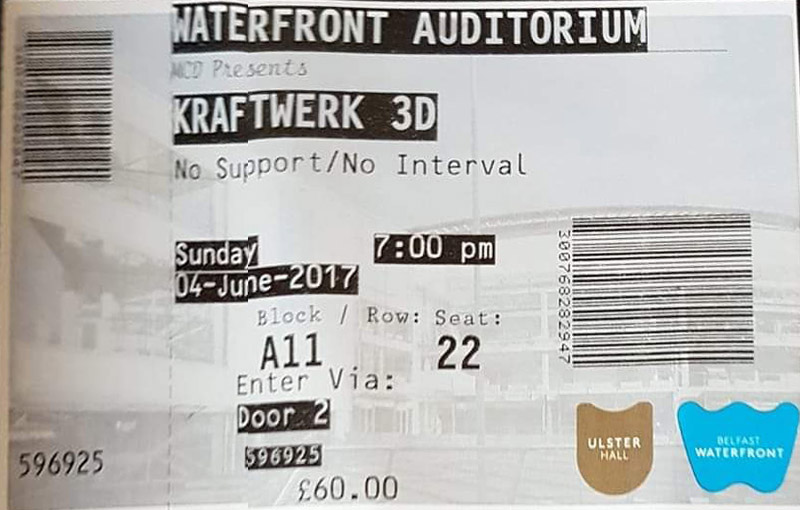 WATERFRONT AUDITORIUM
MCD Presents
KRAFTWERK 3D
No Support/No Interval
Sunday 7:00 pm
04-June-2017
Block / Row: Seat:
A11 22
Enter Via:
Door 2
596925
£60.00
596925
300768282947
ULSTER
HALL
BELFAST
WATERFRONT